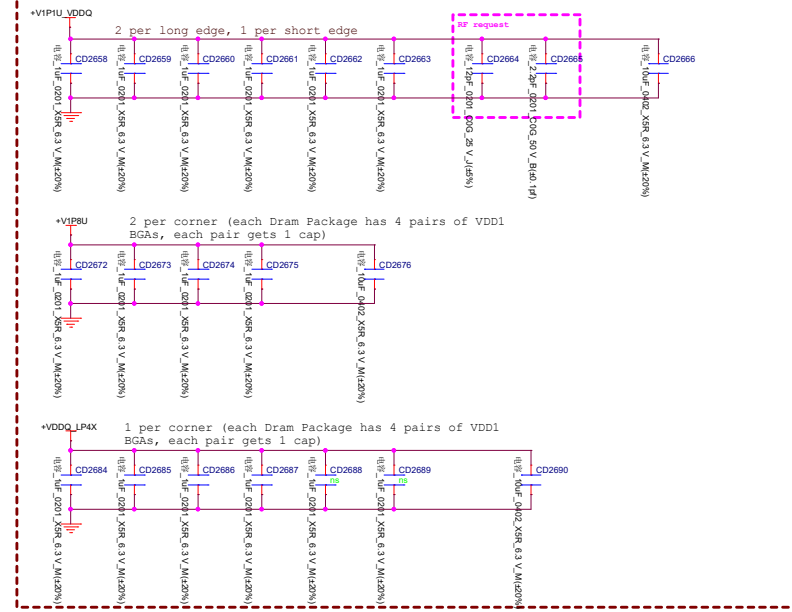 +V1P1U_VDDQ
2 per long edge, 1 per short edge
RF request
CD2658
CD2659
CD2660
CD2661
CD2662
CD2663
CD2664
CD2665
CD2666
电容_1uF_0201_X5R_6.3 V_M(±20%)
电容_1uF_0201_X5R_6.3 V_M(±20%)
电容_1uF_0201_X5R_6.3 V_M(±20%)
电容_1uF_0201_X5R_6.3 V_M(±20%)
电容_1uF_0201_X5R_6.3 V_M(±20%)
电容_1uF_0201_X5R_6.3 V_M(±20%)
电容_12pF_0201_C0G_25 V_J(±5%)
电容_2.2pF_0201_C0G_50 V_B(±0.1pf)
电容_10uF_0402_X5R_6.3 V_M(±20%)
+V1P8U
2 per corner (each Dram Package has 4 pairs of VDD1
BGAs, each pair gets 1 cap)
CD2672
CD2673
CD2674
CD2675
CD2676
电容_1uF_0201_X5R_6.3 V_M(±20%)
电容_1uF_0201_X5R_6.3 V_M(±20%)
电容_1uF_0201_X5R_6.3 V_M(±20%)
电容_1uF_0201_X5R_6.3 V_M(±20%)
电容_10uF_0402_X5R_6.3 V_M(±20%)
+VDDQ_LP4X
1 per corner (each Dram Package has 4 pairs of VDD1
BGAs, each pair gets 1 cap)
CD2684
CD2685
CD2686
CD2687
CD2688
ns
CD2689
ns
CD2690
电容_1uF_0201_X5R_6.3 V_M(±20%)
电容_1uF_0201_X5R_6.3 V_M(±20%)
电容_1uF_0201_X5R_6.3 V_M(±20%)
电容_1uF_0201_X5R_6.3 V_M(±20%)
电容_1uF_0201_X5R_6.3 V_M(±20%)
电容_1uF_0201_X5R_6.3 V_M(±20%)
电容_10uF_0402_X5R_6.3 V_M(±20%)